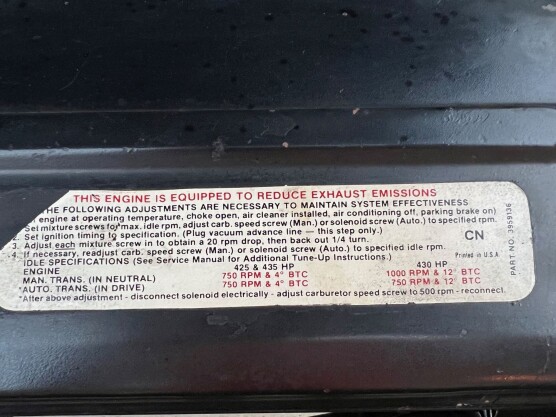 THIS ENGINE IS EQUIPPED TO REDUCE EXHAUST EMISSIONS
THE FOLLOWING ADJUSTMENTS ARE NECESSARY TO MAINTAIN SYSTEM EFFECTIVENESS
engine at operating temperature, choke open, air cleaner installed, air conditioning off, parking brake on)
Set mixture screws for max. idle rpm, adjust carb. speed screw (Man.) or solenoid screw (Auto.) to specified rpm.
2. Set ignition timing to specification. (Plug vacuum advance line — this step only.)
3. Adjust each mixture screw in to obtain a 20 rpm drop, then back out 1/4 turn.
4. If necessary, readjust carb. speed screw (Man.) or solenoid screw (Auto.) to specified idle rpm.
IDLE SPECIFICATIONS (See Service Manual for Additional Tune-Up Instructions.)
ENGINE 425 & 435 HP 430 HP
MAN. TRANS. (IN NEUTRAL) 750 RPM & 4° BTC 1000 RPM & 12° BTC
*AUTO. TRANS. (IN DRIVE) 750 RPM & 4° BTC 750 RPM & 12° BTC
*After above adjustment - disconnect solenoid electrically - adjust carburetor speed screw to 500 rpm - reconnect
CN
Printed in U.S.A.
PART NO. 3959136